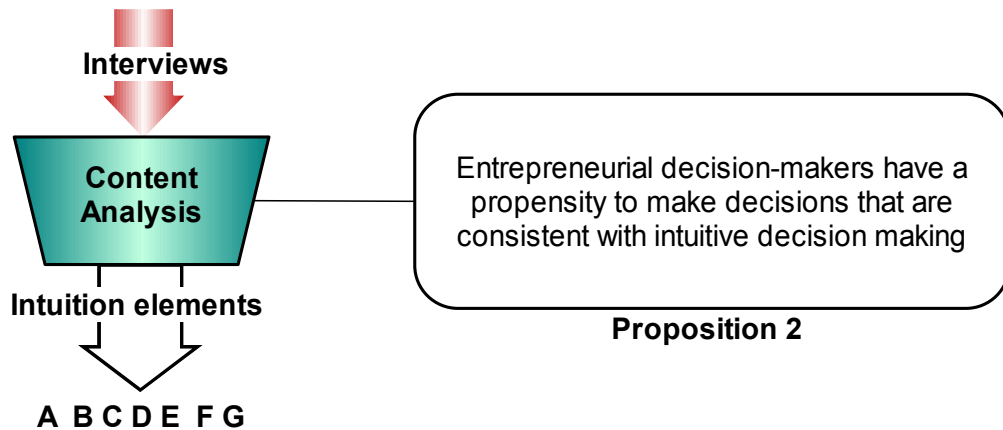 Interviews
Content
Analysis
Intuition elements
A B C D E F G
Entrepreneurial decision-makers have a
propensity to make decisions that are
consistent with intuitive decision making
Proposition 2